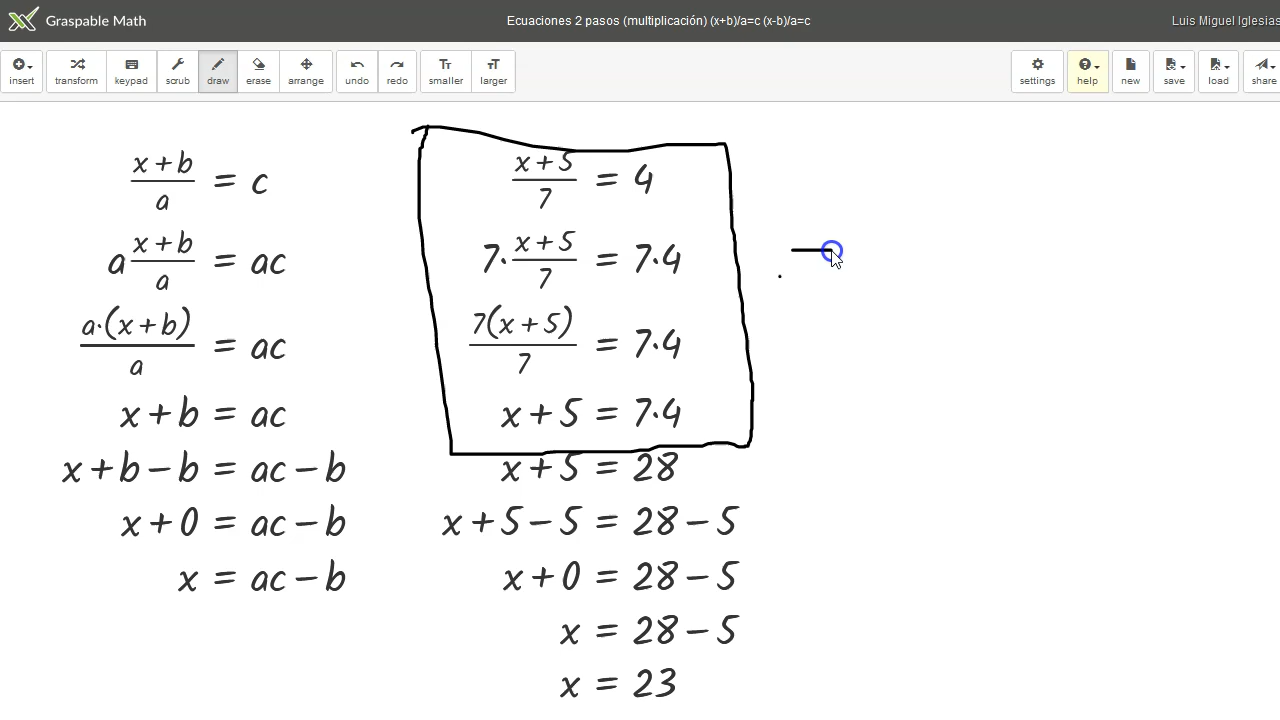 Graspable Math
Ecuaciones 2 pasos (multiplicación) (x+b)/a=c (x-b)/a=c
Luis Miguel Iglesias
insert transform keypad scrub draw erase arrange undo redo smaller larger settings help new save load share
(x+b)/a = c
a (x+b)/a = ac
a·(x+b)/a = ac
x+b = ac
x+b−b = ac−b
x+0 = ac−b
x = ac−b
(x+5)/7 = 4
7·(x+5)/7 = 7·4
7(x+5)/7 = 7·4
x+5 = 7·4
x+5 = 28
x+5−5 = 28−5
x+0 = 28−5
x = 28−5
x = 23